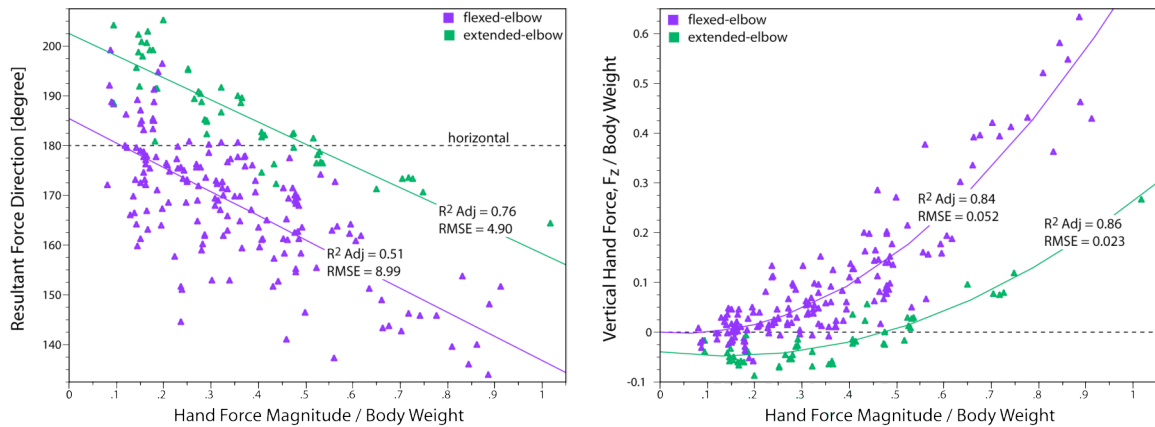 flexed-elbow
extended-elbow
200
190
180
170
160
150
140
horizontal
R² Adj = 0.76
RMSE = 4.90
R² Adj = 0.51
RMSE = 8.99
Resultant Force Direction [degree]
0 .1 .2 .3 .4 .5 .6 .7 .8 .9 1
Hand Force Magnitude / Body Weight
flexed-elbow
extended-elbow
0.6
0.5
0.4
0.3
0.2
0.1
0
-0.1
R² Adj = 0.84
RMSE = 0.052
R² Adj = 0.86
RMSE = 0.023
Vertical Hand Force, Fz / Body Weight
0 .1 .2 .3 .4 .5 .6 .7 .8 .9 1
Hand Force Magnitude / Body Weight